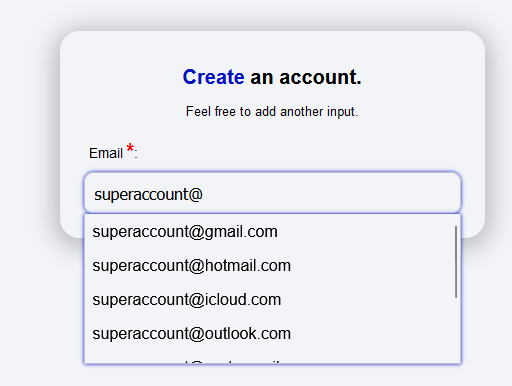 Create an account.
Feel free to add another input.
Email *:
superaccount@
superaccount@gmail.com
superaccount@hotmail.com
superaccount@icloud.com
superaccount@outlook.com